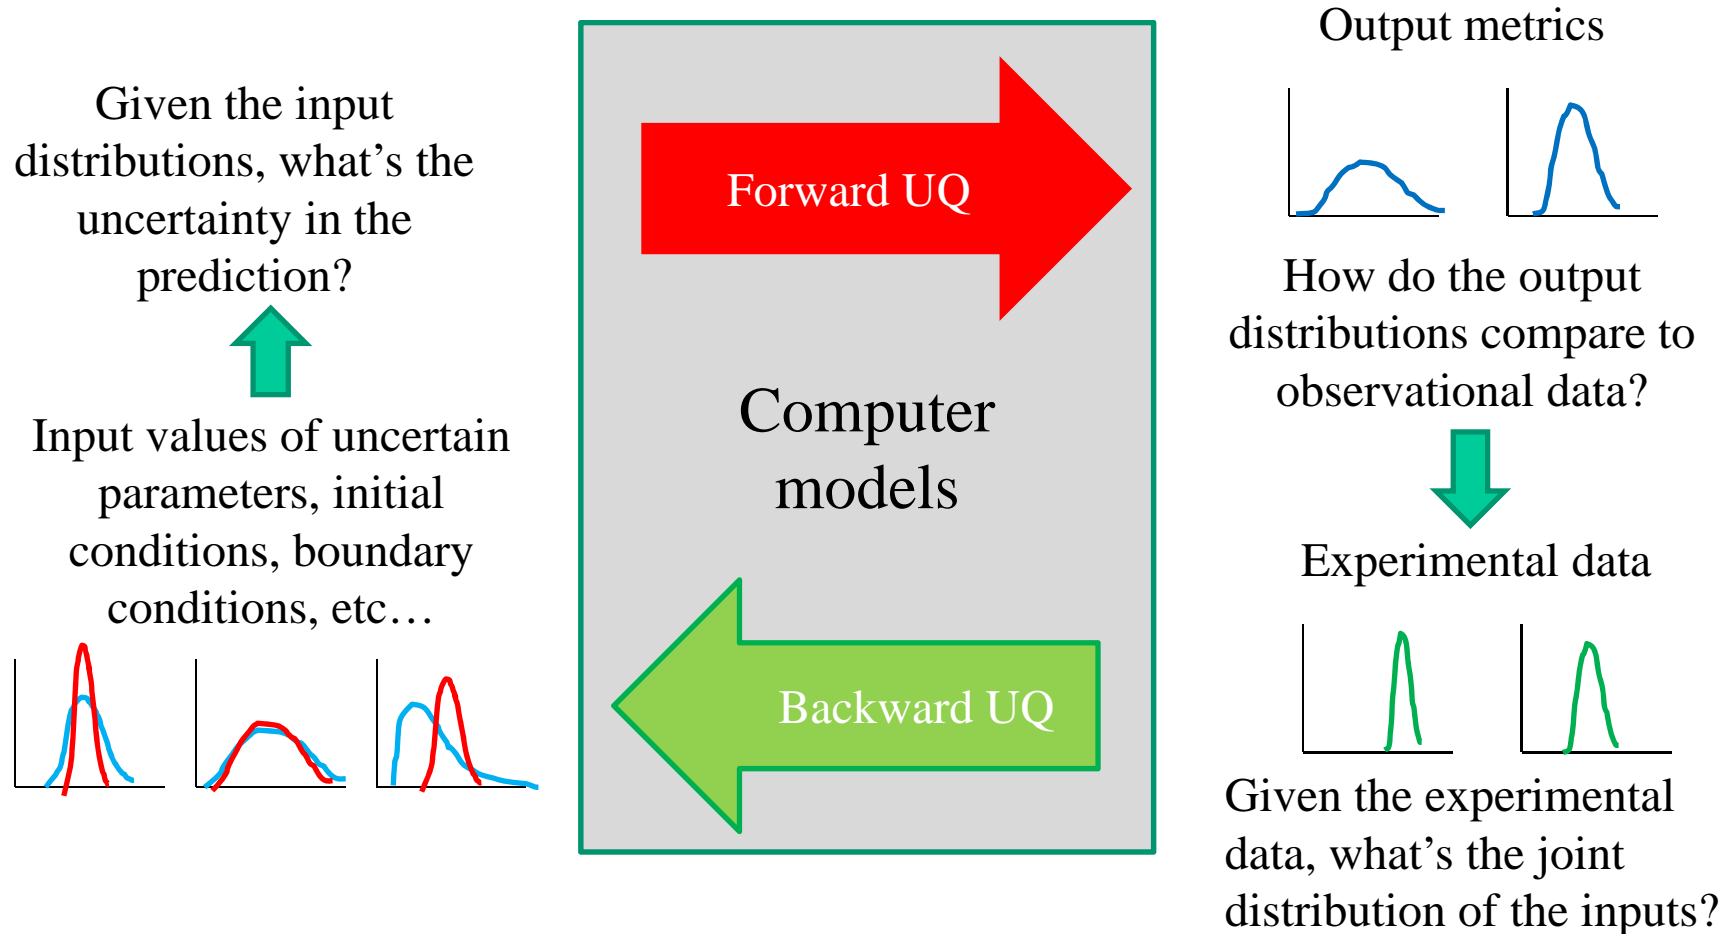 Given the input
distributions, what’s the
uncertainty in the
prediction?
Input values of uncertain
parameters, initial
conditions, boundary
conditions, etc…
Forward UQ
Computer
models
Backward UQ
Output metrics
How do the output
distributions compare to
observational data?
Experimental data
Given the experimental
data, what’s the joint
distribution of the inputs?